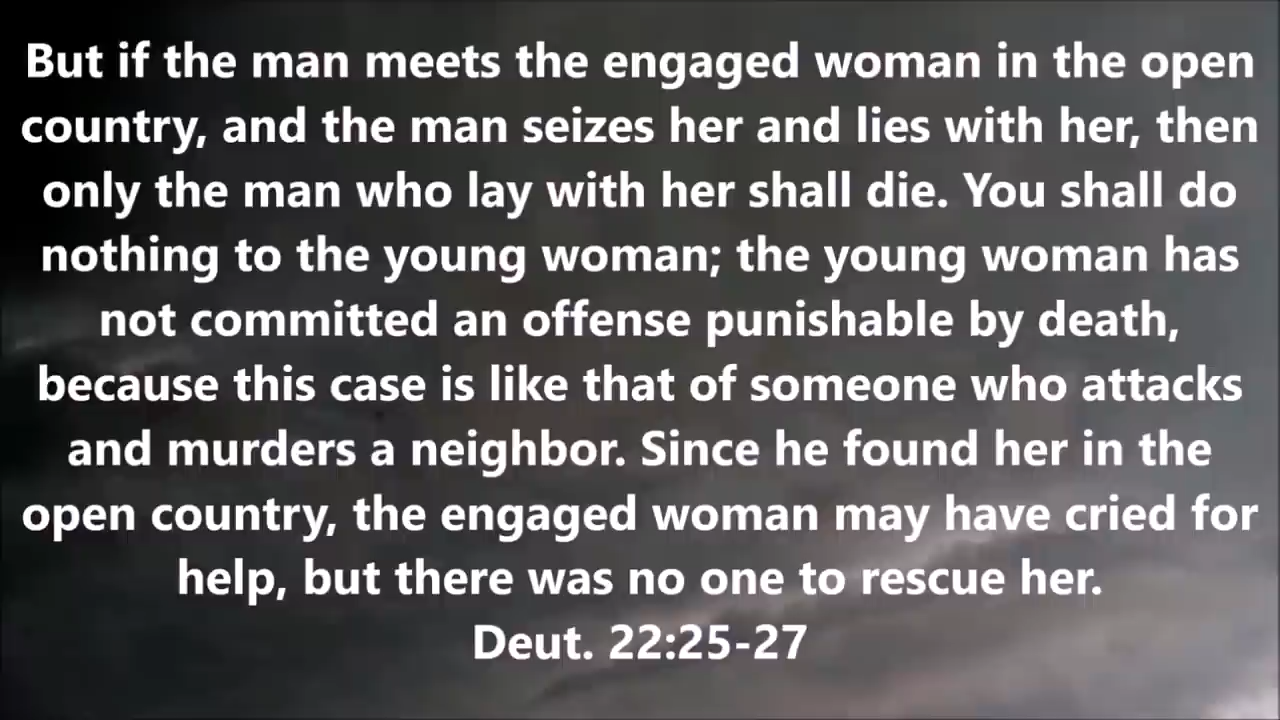 But if the man meets the engaged woman in the open
country, and the man seizes her and lies with her, then
only the man who lay with her shall die. You shall do
nothing to the young woman; the young woman has
not committed an offense punishable by death,
because this case is like that of someone who attacks
and murders a neighbor. Since he found her in the
open country, the engaged woman may have cried for
help, but there was no one to rescue her.
Deut. 22:25-27